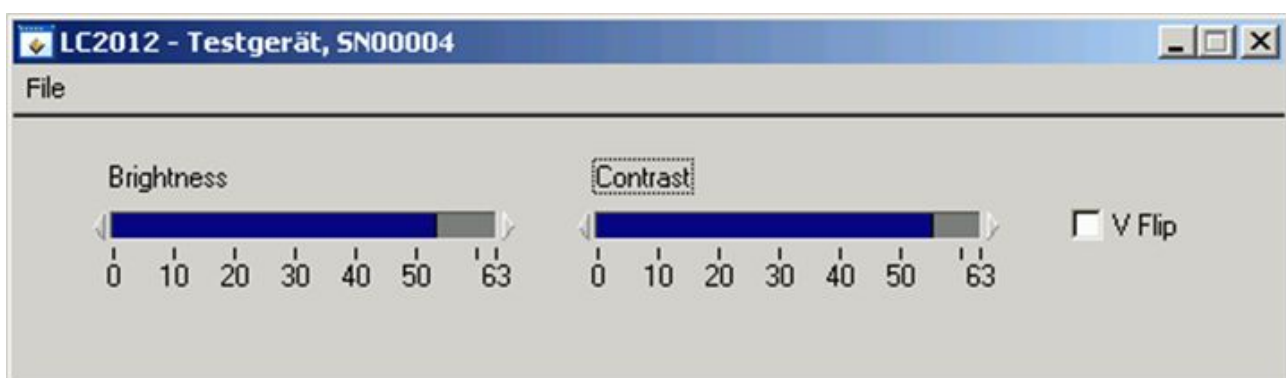 LC2012 - Testgerät, SN00004
File
Brightness
0 10 20 30 40 50 63
Contrast
0 10 20 30 40 50 63
V Flip